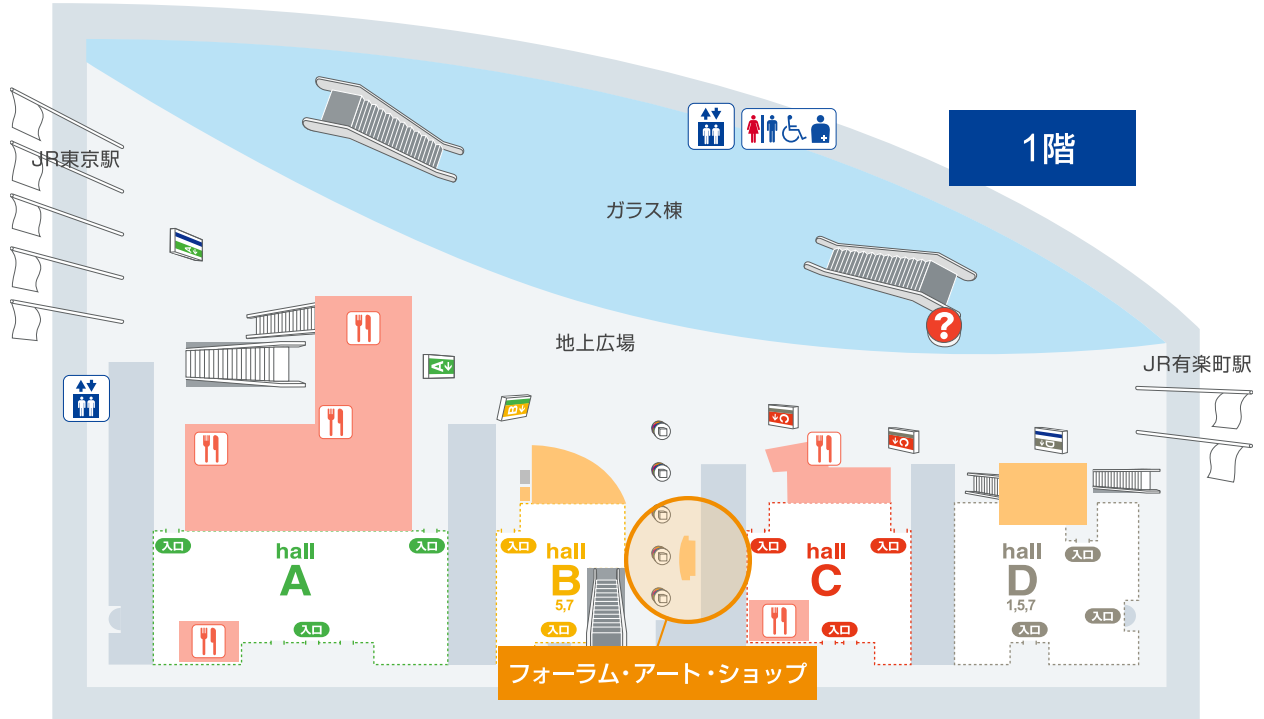 1階
JR東京駅
ガラス棟
A
?
地上広場
JR有楽町駅
A
B
C
C
D
入口
入口
入口
入口
入口
入口
hall
A
hall
B
5,7
hall
C
hall
D
1,5,7
入口
入口
入口
入口
入口
フォーラム・アート・ショップ